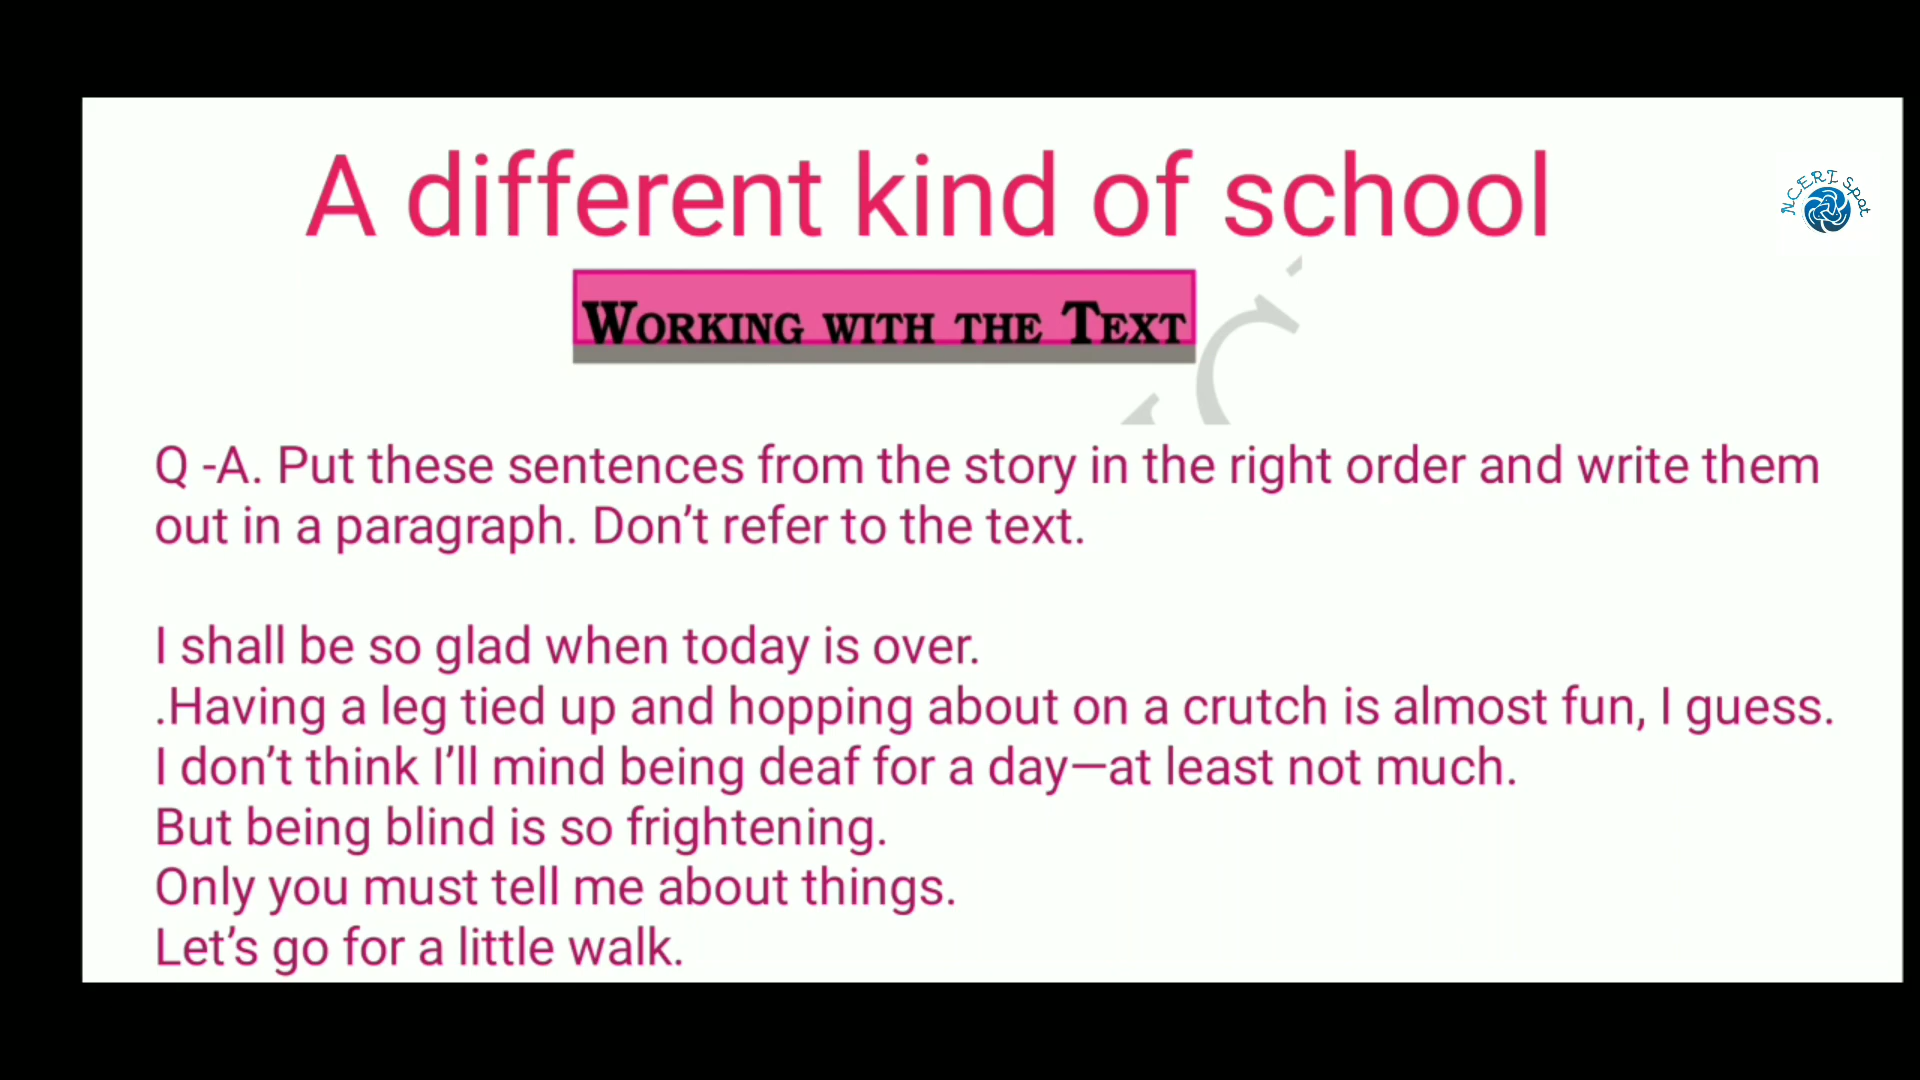 A different kind of school
NCERT Spot
WORKING WITH THE TEXT
Q -A. Put these sentences from the story in the right order and write them
out in a paragraph. Don’t refer to the text.
I shall be so glad when today is over.
.Having a leg tied up and hopping about on a crutch is almost fun, I guess.
I don’t think I’ll mind being deaf for a day—at least not much.
But being blind is so frightening.
Only you must tell me about things.
Let’s go for a little walk.